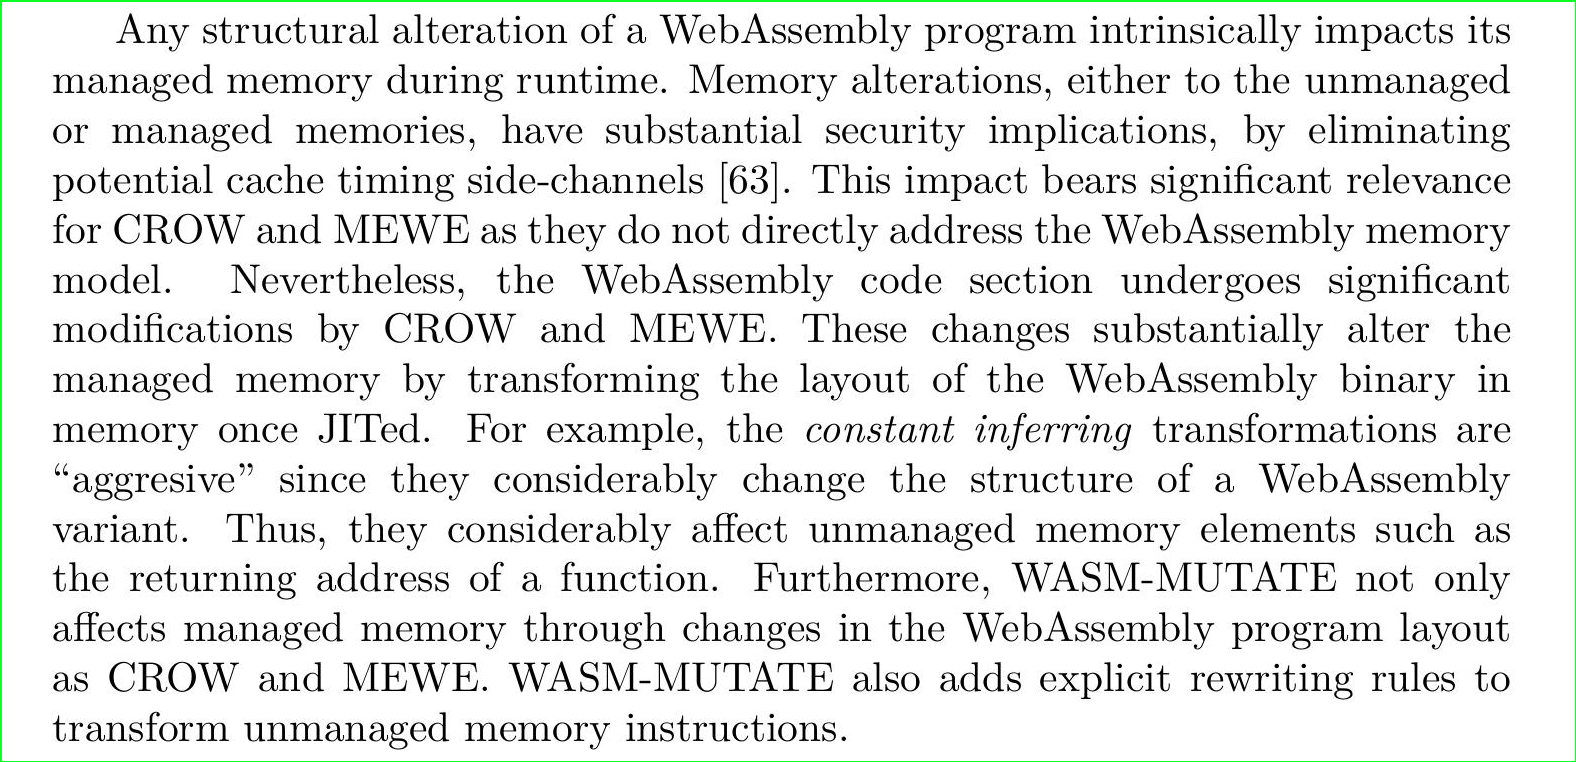 Any structural alteration of a WebAssembly program intrinsically impacts its
managed memory during runtime. Memory alterations, either to the unmanaged
or managed memories, have substantial security implications, by eliminating
potential cache timing side-channels [63]. This impact bears significant relevance
for CROW and MEWE as they do not directly address the WebAssembly memory
model. Nevertheless, the WebAssembly code section undergoes significant
modifications by CROW and MEWE. These changes substantially alter the
managed memory by transforming the layout of the WebAssembly binary in
memory once JITed. For example, the constant inferring transformations are
“aggresive” since they considerably change the structure of a WebAssembly
variant. Thus, they considerably affect unmanaged memory elements such as
the returning address of a function. Furthermore, WASM-MUTATE not only
affects managed memory through changes in the WebAssembly program layout
as CROW and MEWE. WASM-MUTATE also adds explicit rewriting rules to
transform unmanaged memory instructions.